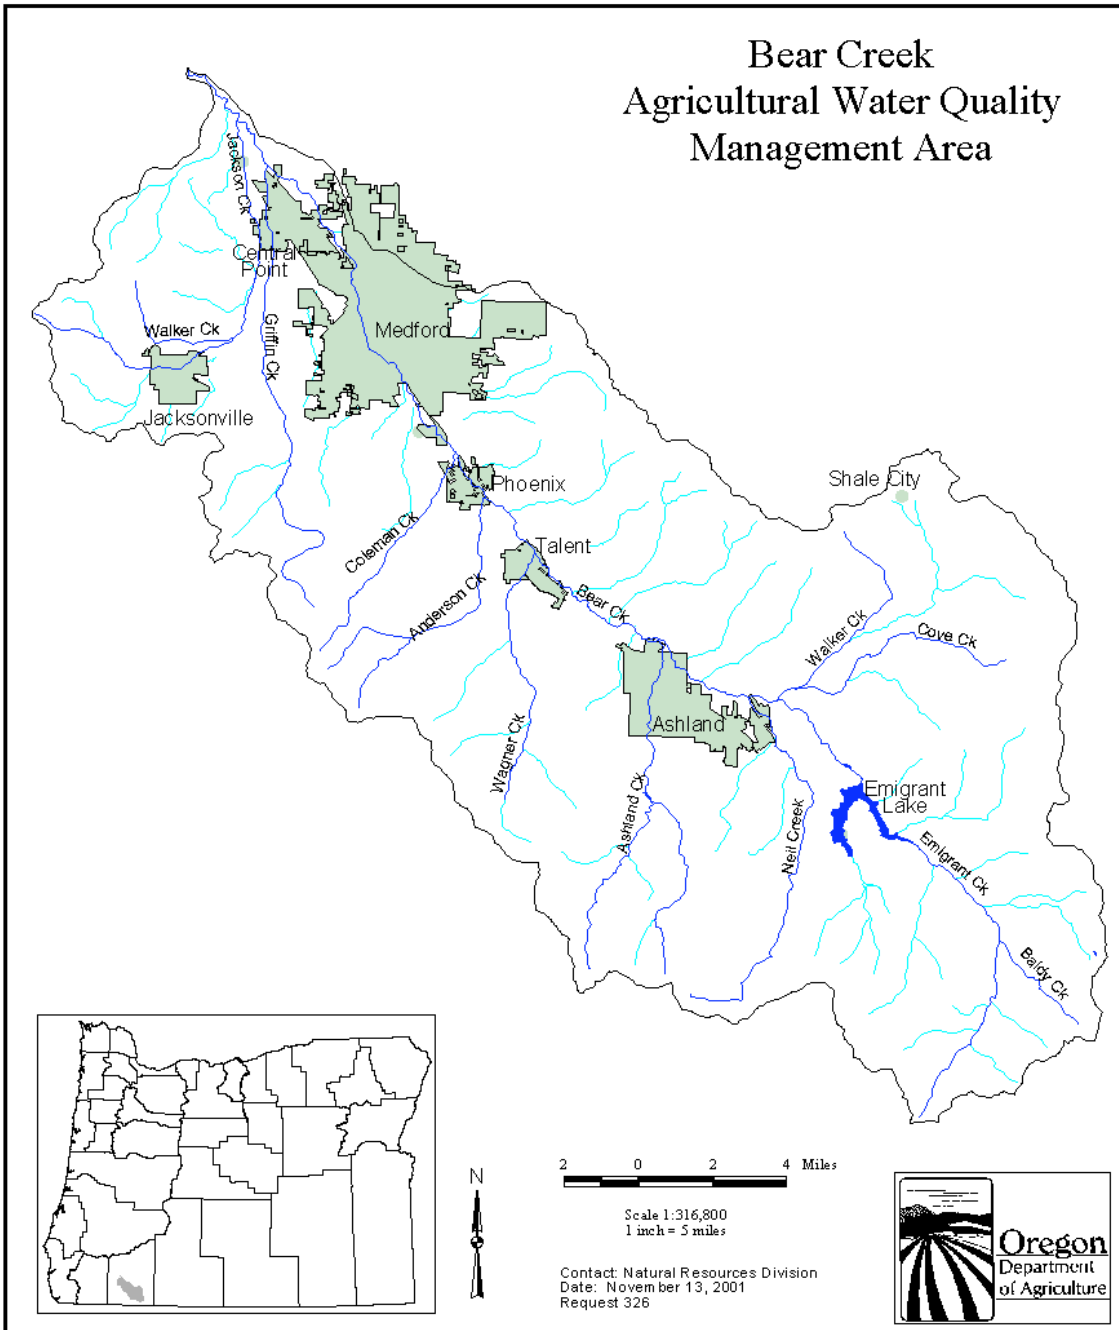 Bear Creek
Agricultural Water Quality
Management Area
Jackson Ck
Central
Point
Walker Ck
Griffin Ck
Medford
Jacksonville
Phoenix
Shale City
Coleman Ck
Talent
Anderson Ck
Bear Ck
Walker Ck
Cove Ck
Wagner Ck
Ashland
Ashland Ck
Neil Creek
Emigrant
Lake
Emigrant Ck
Baldy Ck
N
2 0 2 4 Miles
Scale 1:316,800
1 inch = 5 miles
Contact: Natural Resources Division
Date: November 13, 2001
Request 326
Oregon
Department
of Agriculture